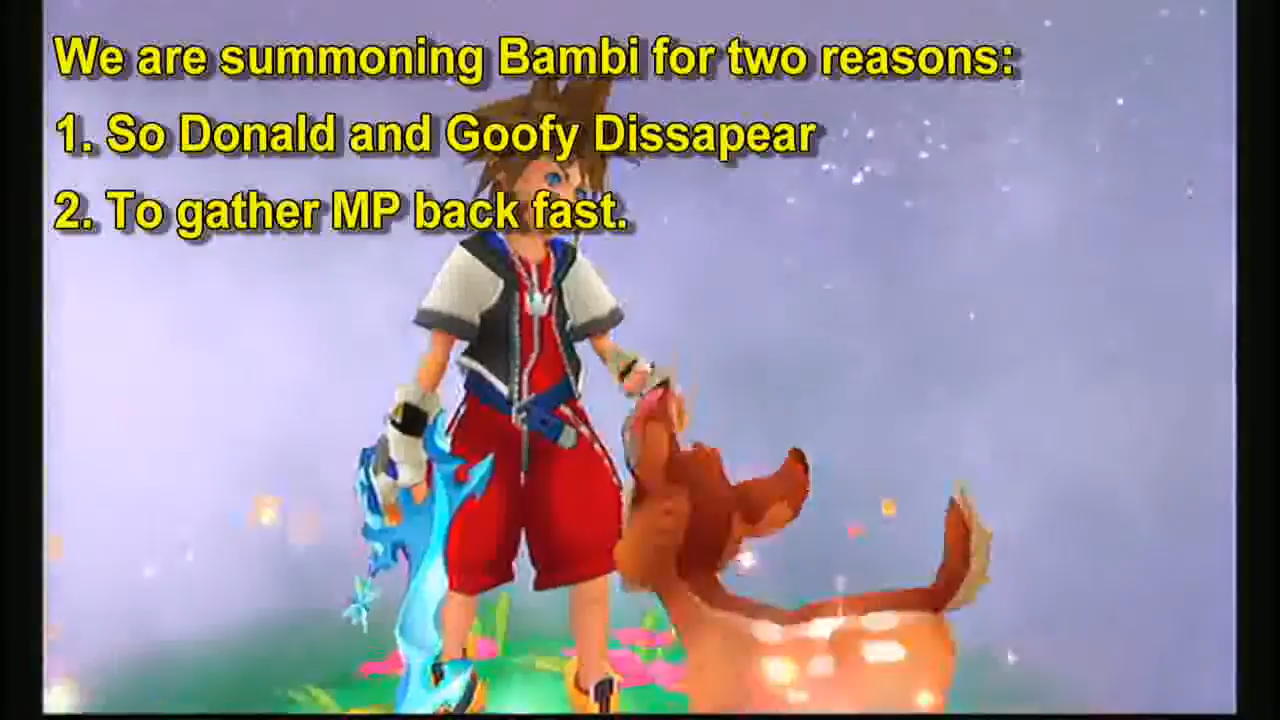 We are summoning Bambi for two reasons:
1. So Donald and Goofy Dissapear
2. To gather MP back fast.